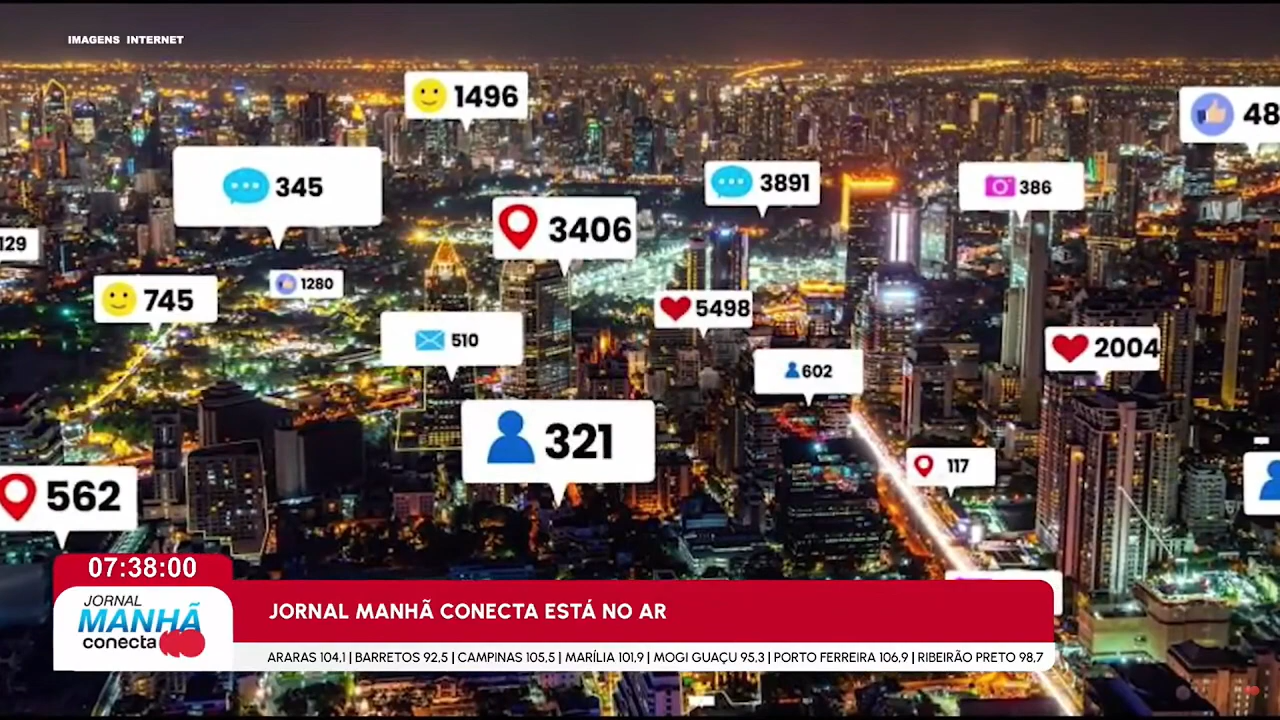 IMAGENS INTERNET
1496
48
345
3891
386
3406
129
1280
745
5498
510
2004
602
321
117
562
07:38:00
JORNAL
MANHÃ
conecta
JORNAL MANHÃ CONECTA ESTÁ NO AR
ARARAS 104,1 | BARRETOS 92,5 | CAMPINAS 105,5 | MARÍLIA 101,9 | MOGI GUAÇU 95,3 | PORTO FERREIRA 106,9 | RIBEIRÃO PRETO 98,7